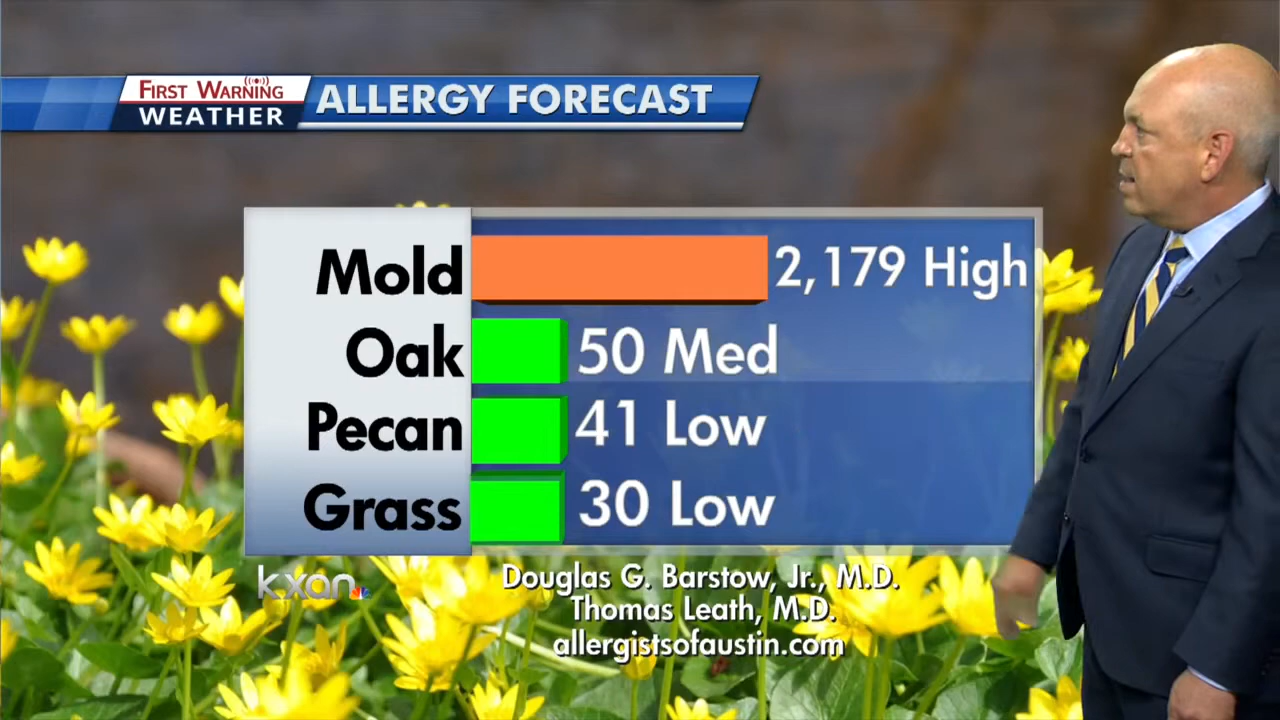 FIRST WARNING
WEATHER
ALLERGY FORECAST
Mold 2,179 High
Oak 50 Med
Pecan 41 Low
Grass 30 Low
kxan
Douglas G. Barstow, Jr., M.D.
Thomas Leath, M.D.
allergistsofaustin.com